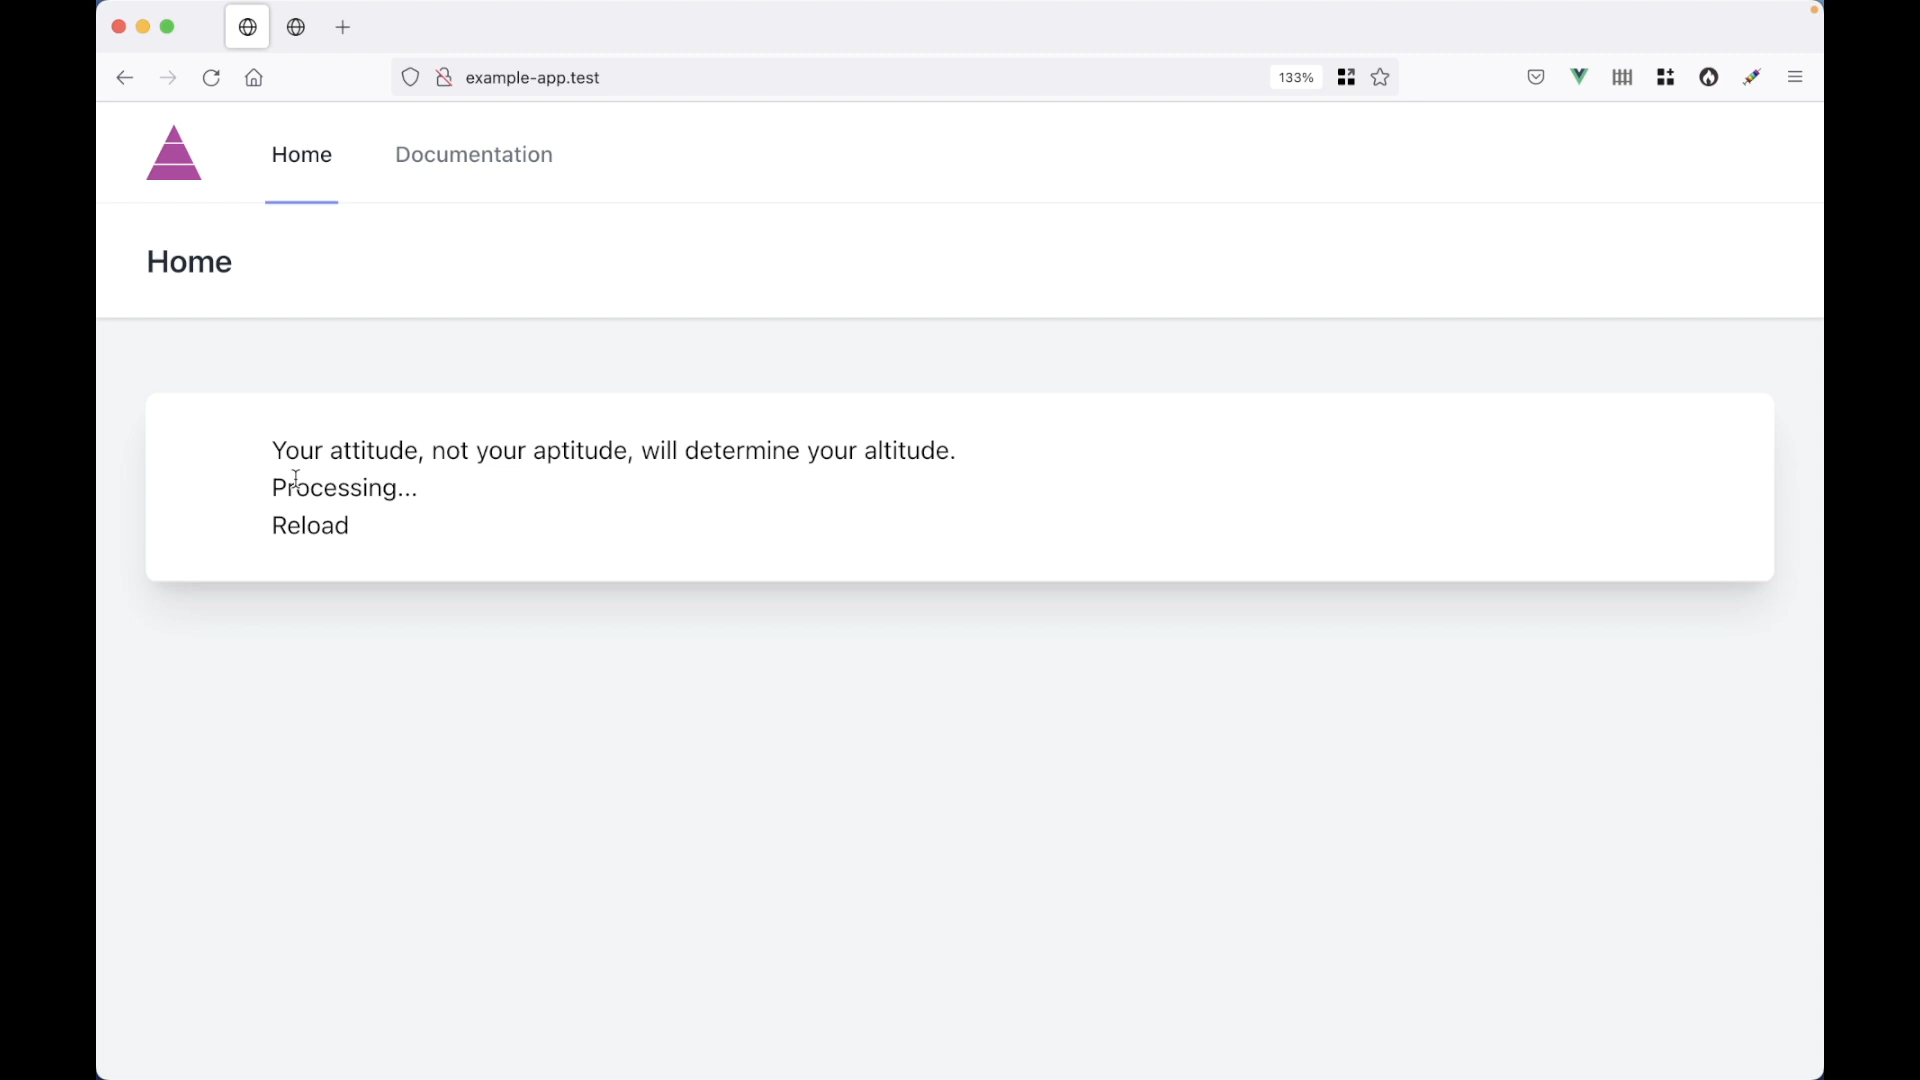 example-app.test
133%
Home
Documentation
Home
Your attitude, not your aptitude, will determine your altitude.
Processing...
Reload